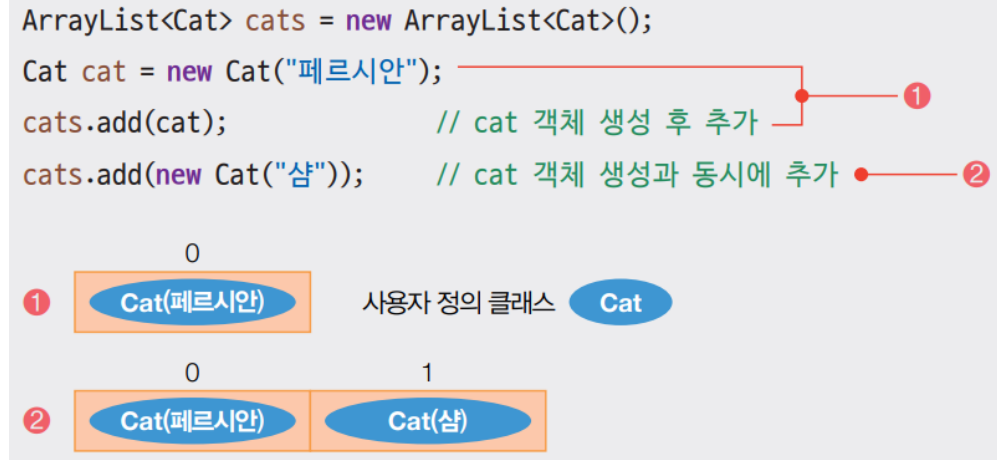 ArrayList<Cat> cats = new ArrayList<Cat>();
Cat cat = new Cat("페르시안");
cats.add(cat); // cat 객체 생성 후 추가 ❶
cats.add(new Cat("샴")); // cat 객체 생성과 동시에 추가 ❷
0
❶ Cat(페르시안) 사용자 정의 클래스 Cat
0 1
❷ Cat(페르시안) Cat(샴)